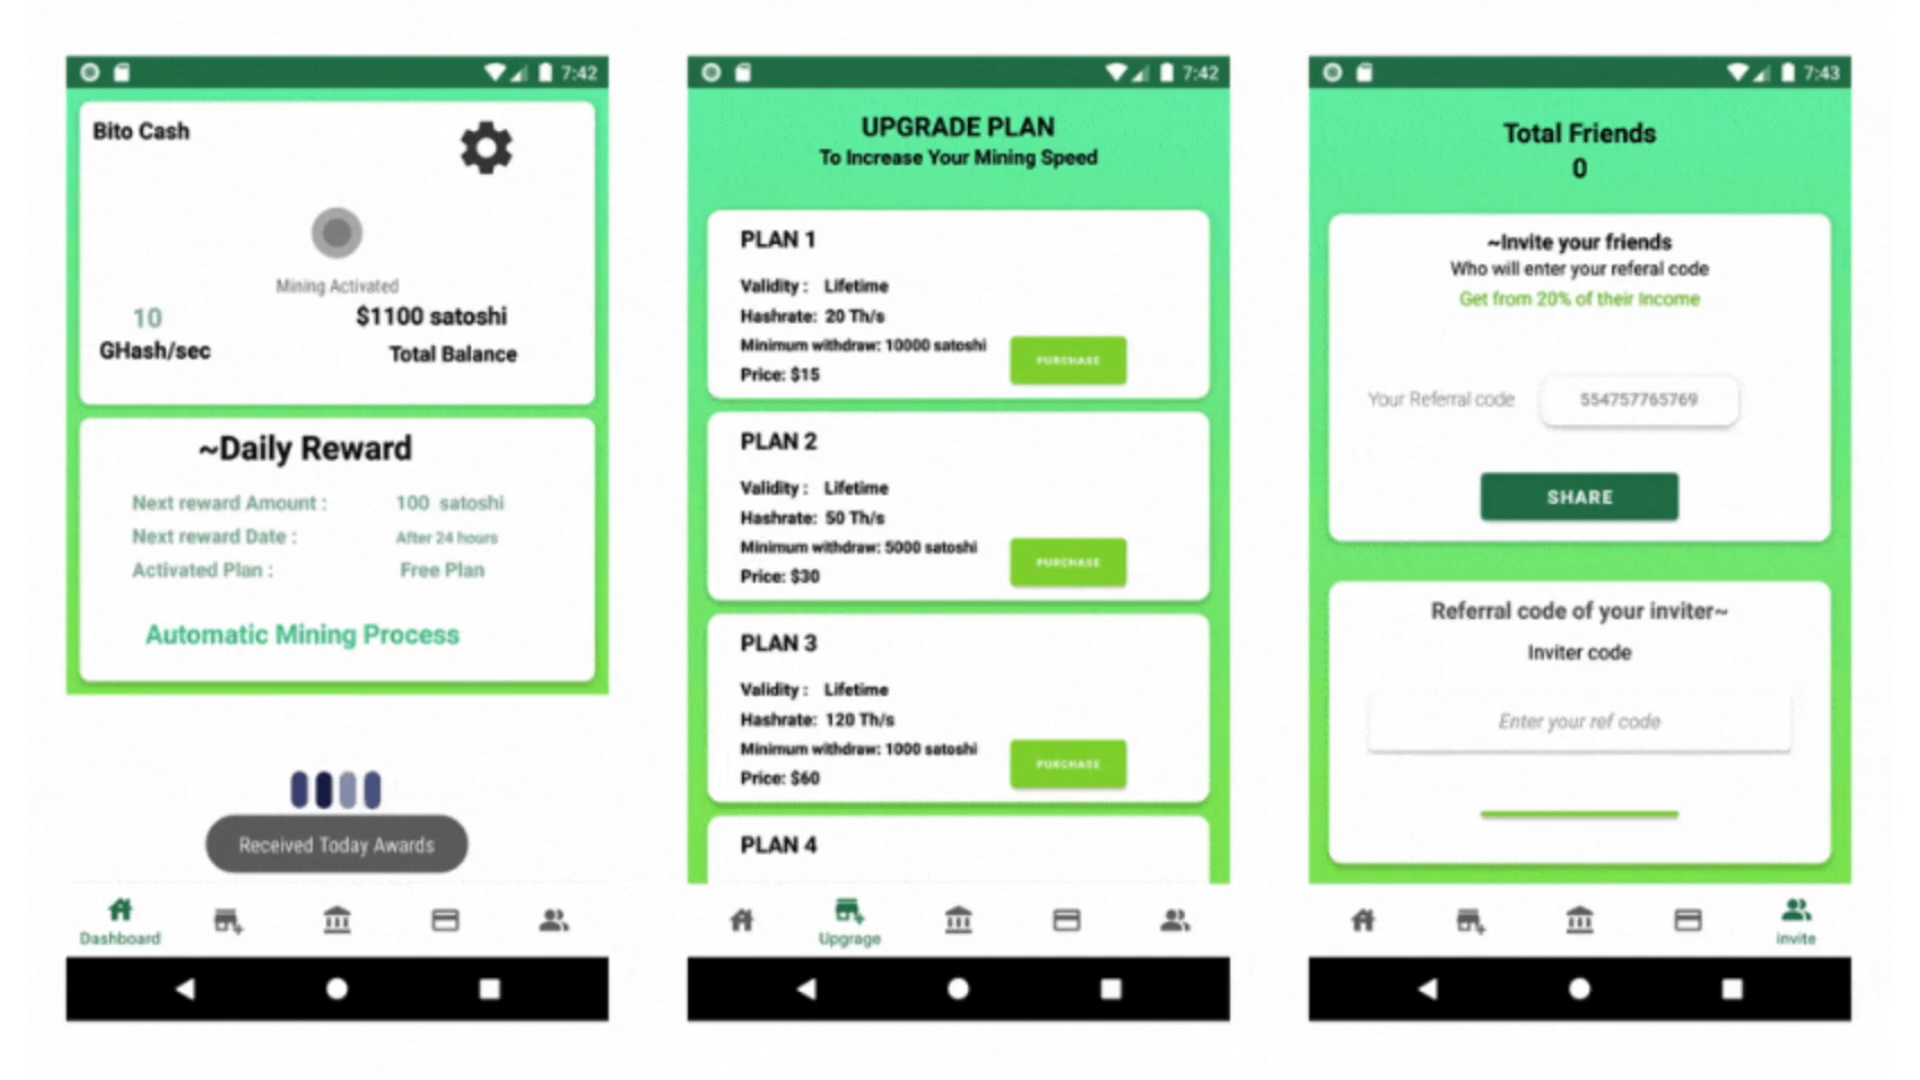 7:42
Bito Cash
Mining Activated
10
$1100 satoshi
GHash/sec
Total Balance
~Daily Reward
Next reward Amount : 100 satoshi
Next reward Date : After 24 hours
Activated Plan : Free Plan
Automatic Mining Process
Received Today Awards
Dashboard
7:42
UPGRADE PLAN
To Increase Your Mining Speed
PLAN 1
Validity : Lifetime
Hashrate: 20 Th/s
Minimum withdraw: 10000 satoshi
Price: $15
PURCHASE
PLAN 2
Validity : Lifetime
Hashrate: 50 Th/s
Minimum withdraw: 5000 satoshi
Price: $30
PURCHASE
PLAN 3
Validity : Lifetime
Hashrate: 120 Th/s
Minimum withdraw: 1000 satoshi
Price: $60
PURCHASE
PLAN 4
Upgrage
7:43
Total Friends
0
~Invite your friends
Who will enter your referal code
Get from 20% of their Income
Your Referral code 554757765769
SHARE
Referral code of your inviter~
Inviter code
Enter your ref code
invite